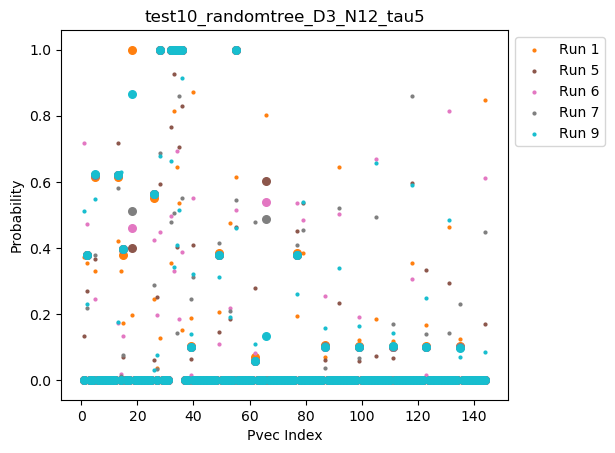 test10_randomtree_D3_N12_tau5
1.0
0.8
0.6
0.4
0.2
0.0
Probability
0 20 40 60 80 100 120 140
Pvec Index
Run 1
Run 5
Run 6
Run 7
Run 9